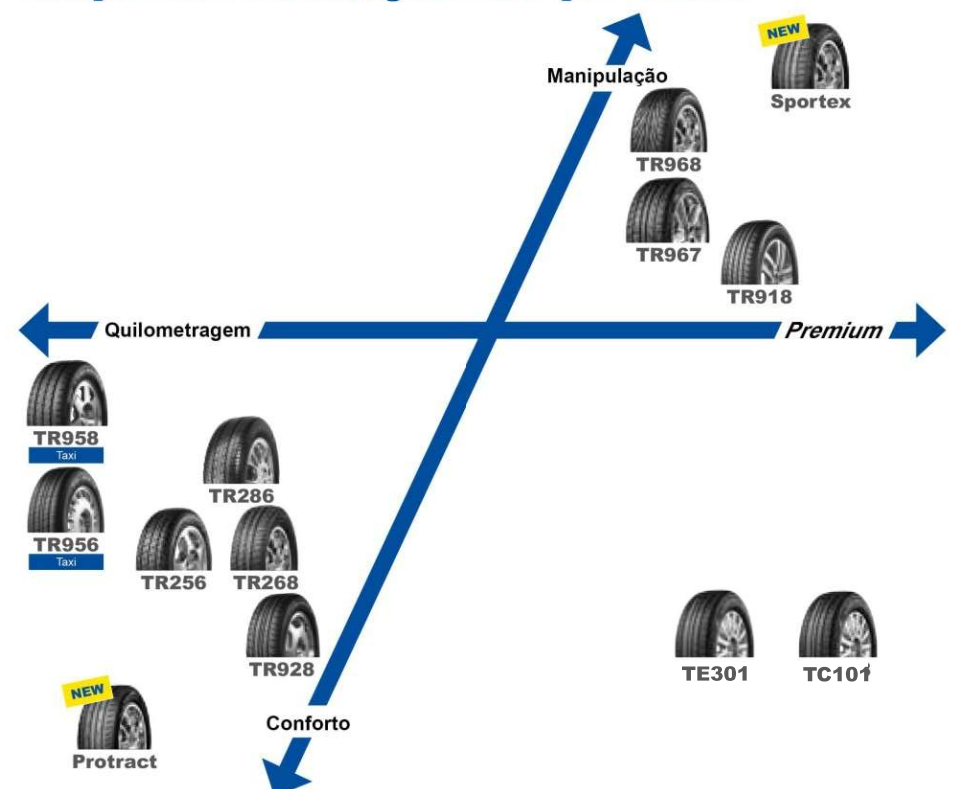 NEW
Sportex
Manipulação
TR968
TR967
TR918
Quilometragem
Premium
TR958
Taxi
TR286
TR956
Taxi
TR256
TR268
TR928
TE301
TC101
NEW
Conforto
Protract